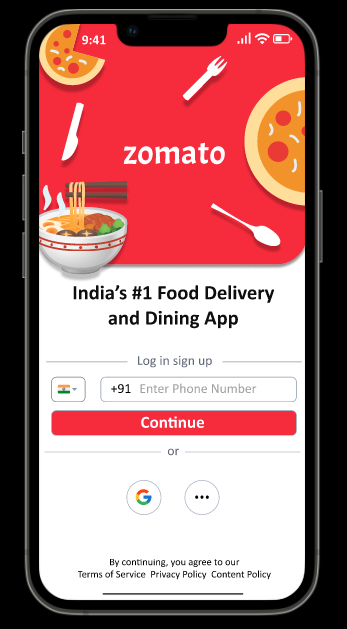 9:41
zomato
India's #1 Food Delivery
and Dining App
Log in sign up
+91 Enter Phone Number
Continue
or
G
•••
By continuing, you agree to our
Terms of Service Privacy Policy Content Policy